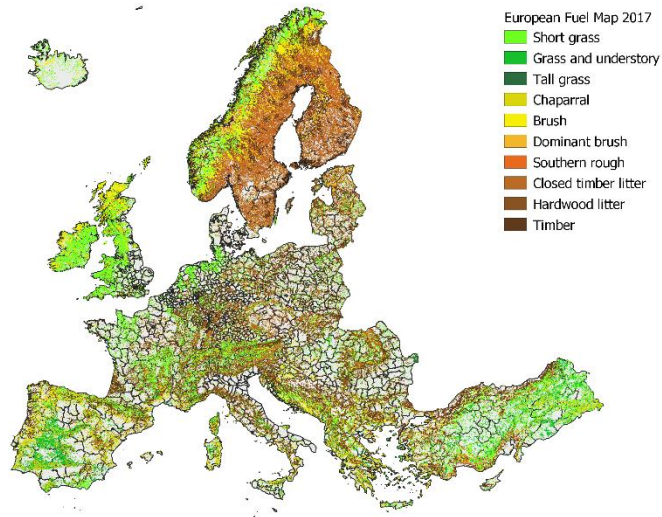 European Fuel Map 2017
Short grass
Grass and understory
Tall grass
Chaparral
Brush
Dominant brush
Southern rough
Closed timber litter
Hardwood litter
Timber